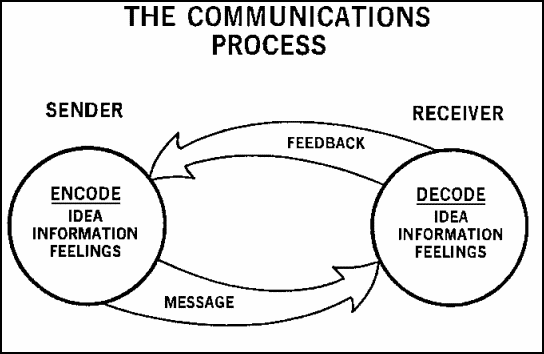 THE COMMUNICATIONS
PROCESS
SENDER
RECEIVER
FEEDBACK
ENCODE
IDEA
INFORMATION
FEELINGS
DECODE
IDEA
INFORMATION
FEELINGS
MESSAGE